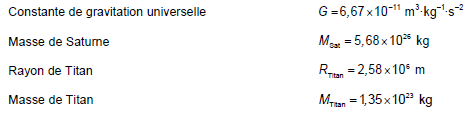 Constante de gravitation universelle G = 6,67×10⁻¹¹ m³·kg⁻¹·s⁻²
Masse de Saturne M_Sat = 5,68×10²⁶ kg
Rayon de Titan R_Titan = 2,58×10⁶ m
Masse de Titan M_Titan = 1,35×10²³ kg